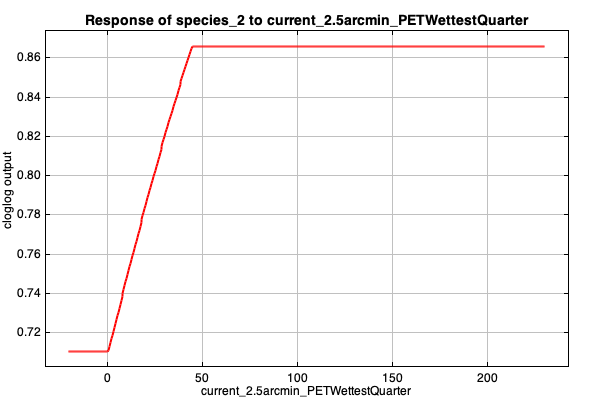 Response of species_2 to current_2.5arcmin_PETWettestQuarter
0.86
0.84
0.82
0.80
0.78
0.76
0.74
0.72
cloglog output
0 50 100 150 200
current_2.5arcmin_PETWettestQuarter